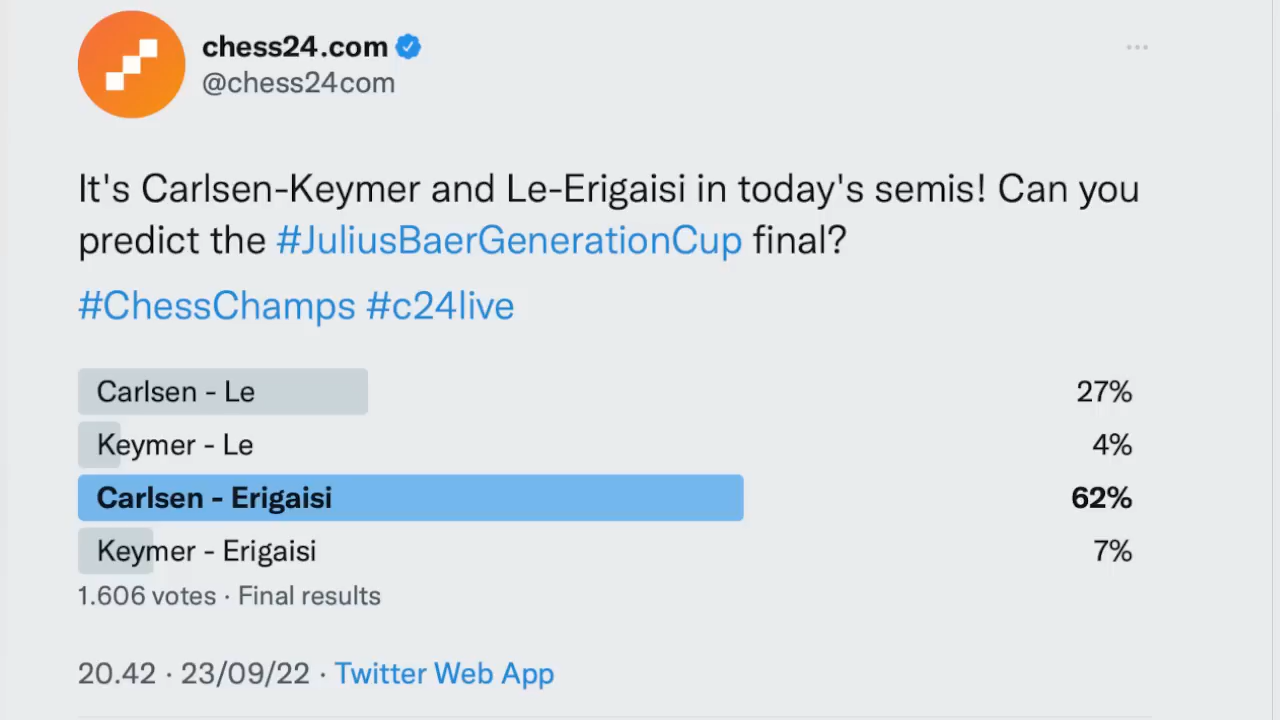 chess24.com
@chess24com
It's Carlsen-Keymer and Le-Erigaisi in today's semis! Can you
predict the #JuliusBaerGenerationCup final?
#ChessChamps #c24live
Carlsen - Le 27%
Keymer - Le 4%
Carlsen - Erigaisi 62%
Keymer - Erigaisi 7%
1.606 votes · Final results
20.42 · 23/09/22 · Twitter Web App